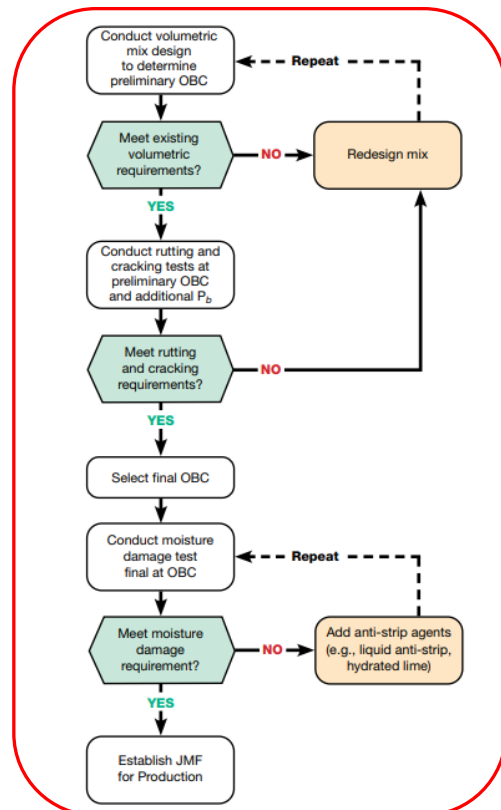 Conduct volumetric
mix design
to determine
preliminary OBC
Repeat
Meet existing
volumetric
requirements?
NO
Redesign mix
YES
Conduct rutting and
cracking tests at
preliminary OBC
and additional Pb
Meet rutting
and cracking
requirements?
NO
YES
Select final OBC
Conduct moisture
damage test
final at OBC
Repeat
Meet moisture
damage
requirement?
NO
Add anti-strip agents
(e.g., liquid anti-strip,
hydrated lime)
YES
Establish JMF
for Production